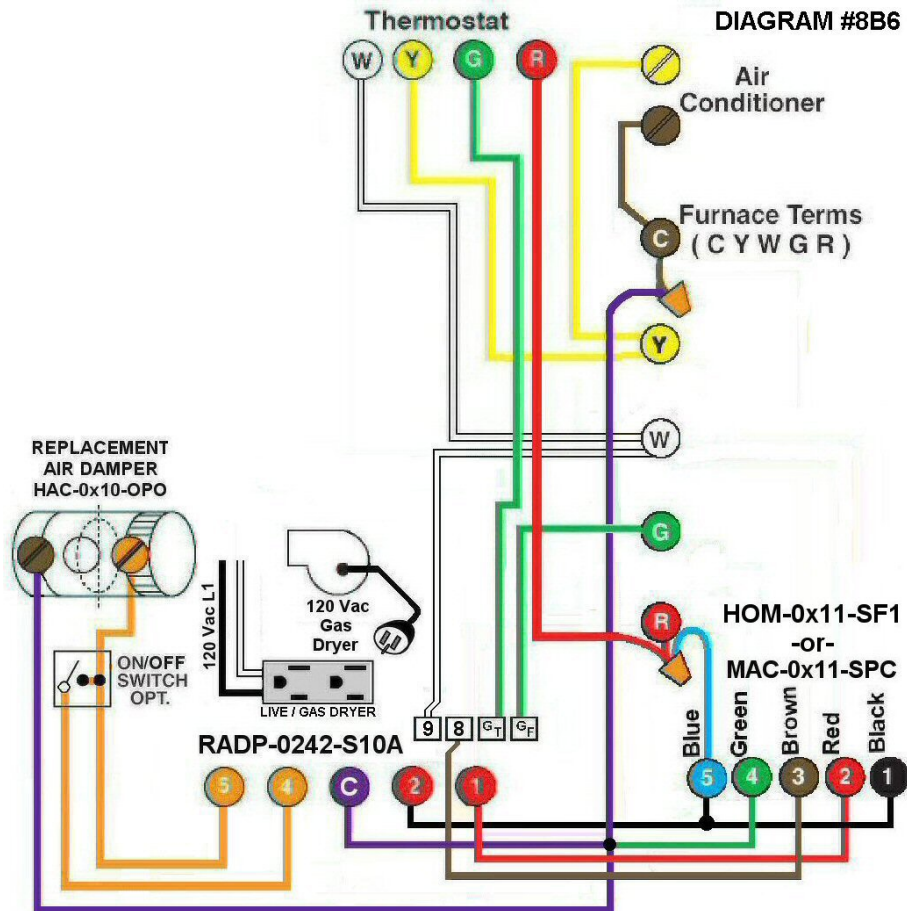 Thermostat
DIAGRAM #8B6
W Y G R
Air
Conditioner
C
Furnace Terms
( C Y W G R )
Y
W
REPLACEMENT
AIR DAMPER
HAC-0x10-OPO
G
120 Vac L1
120 Vac
Gas
Dryer
R
HOM-0x11-SF1
-or-
MAC-0x11-SPC
ON/OFF
SWITCH
OPT.
LIVE / GAS DRYER
9 8 GT GF
RADP-0242-S10A
Blue
Green
Brown
Red
Black
5 4 C 2 1
5 4 3 2 1